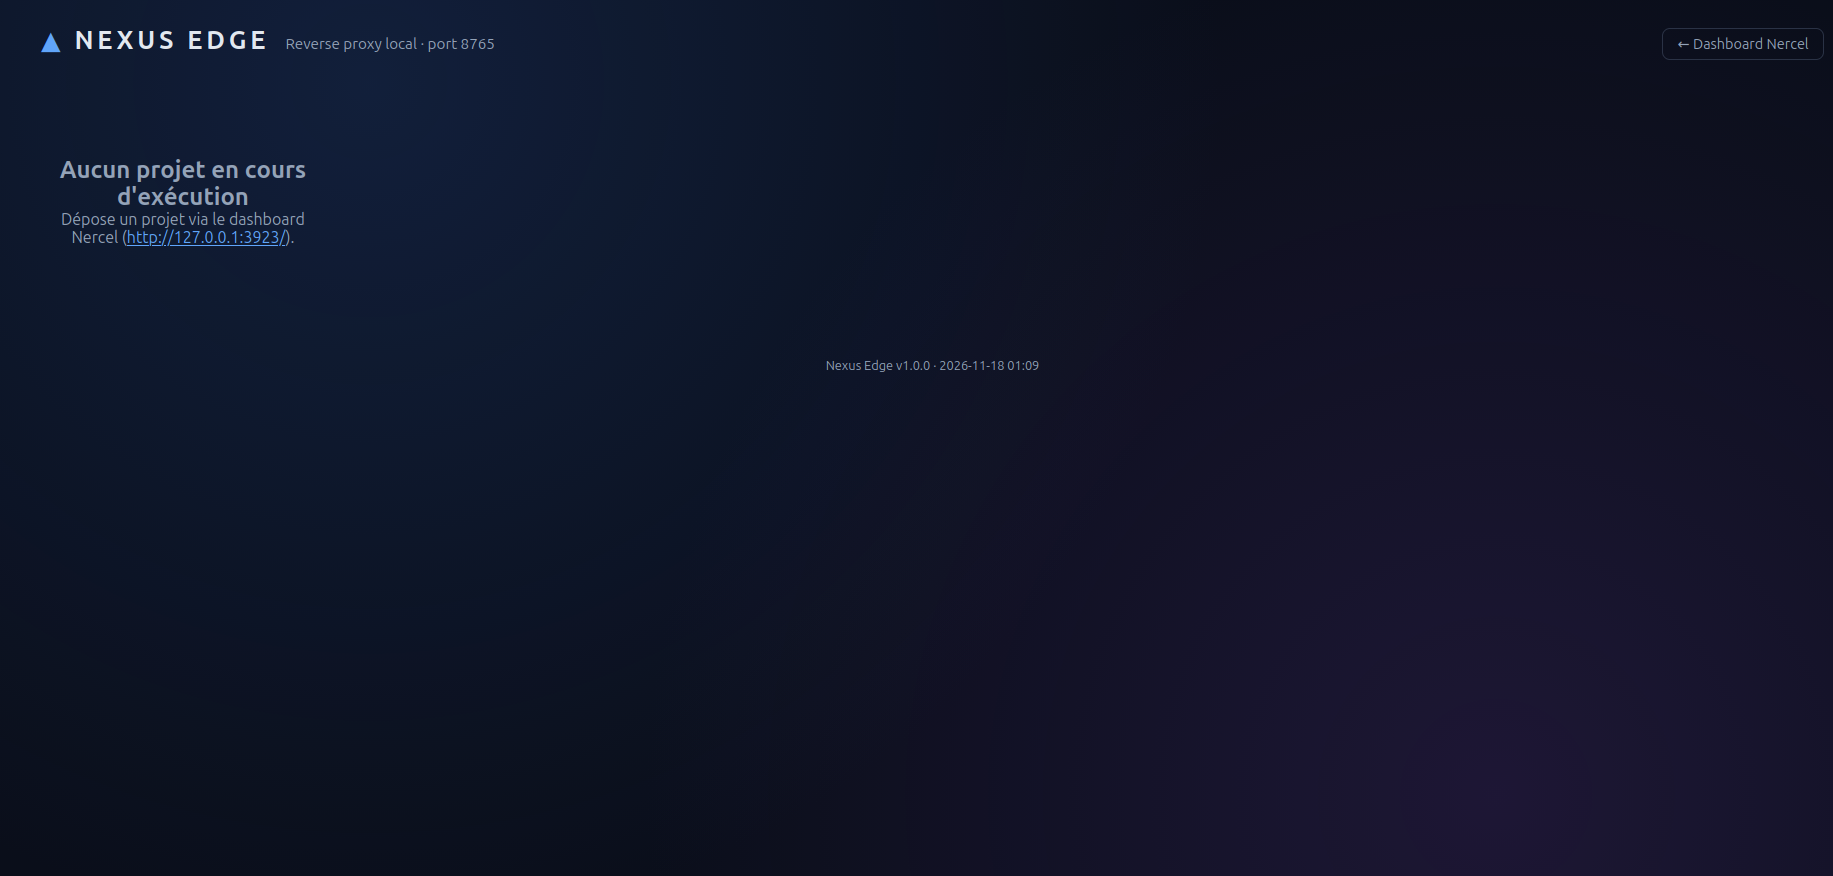 ▲ NEXUS EDGE Reverse proxy local · port 8765
← Dashboard Nercel
Aucun projet en cours
d'exécution
Dépose un projet via le dashboard
Nercel (http://127.0.0.1:3923/).
Nexus Edge v1.0.0 · 2026-11-18 01:09